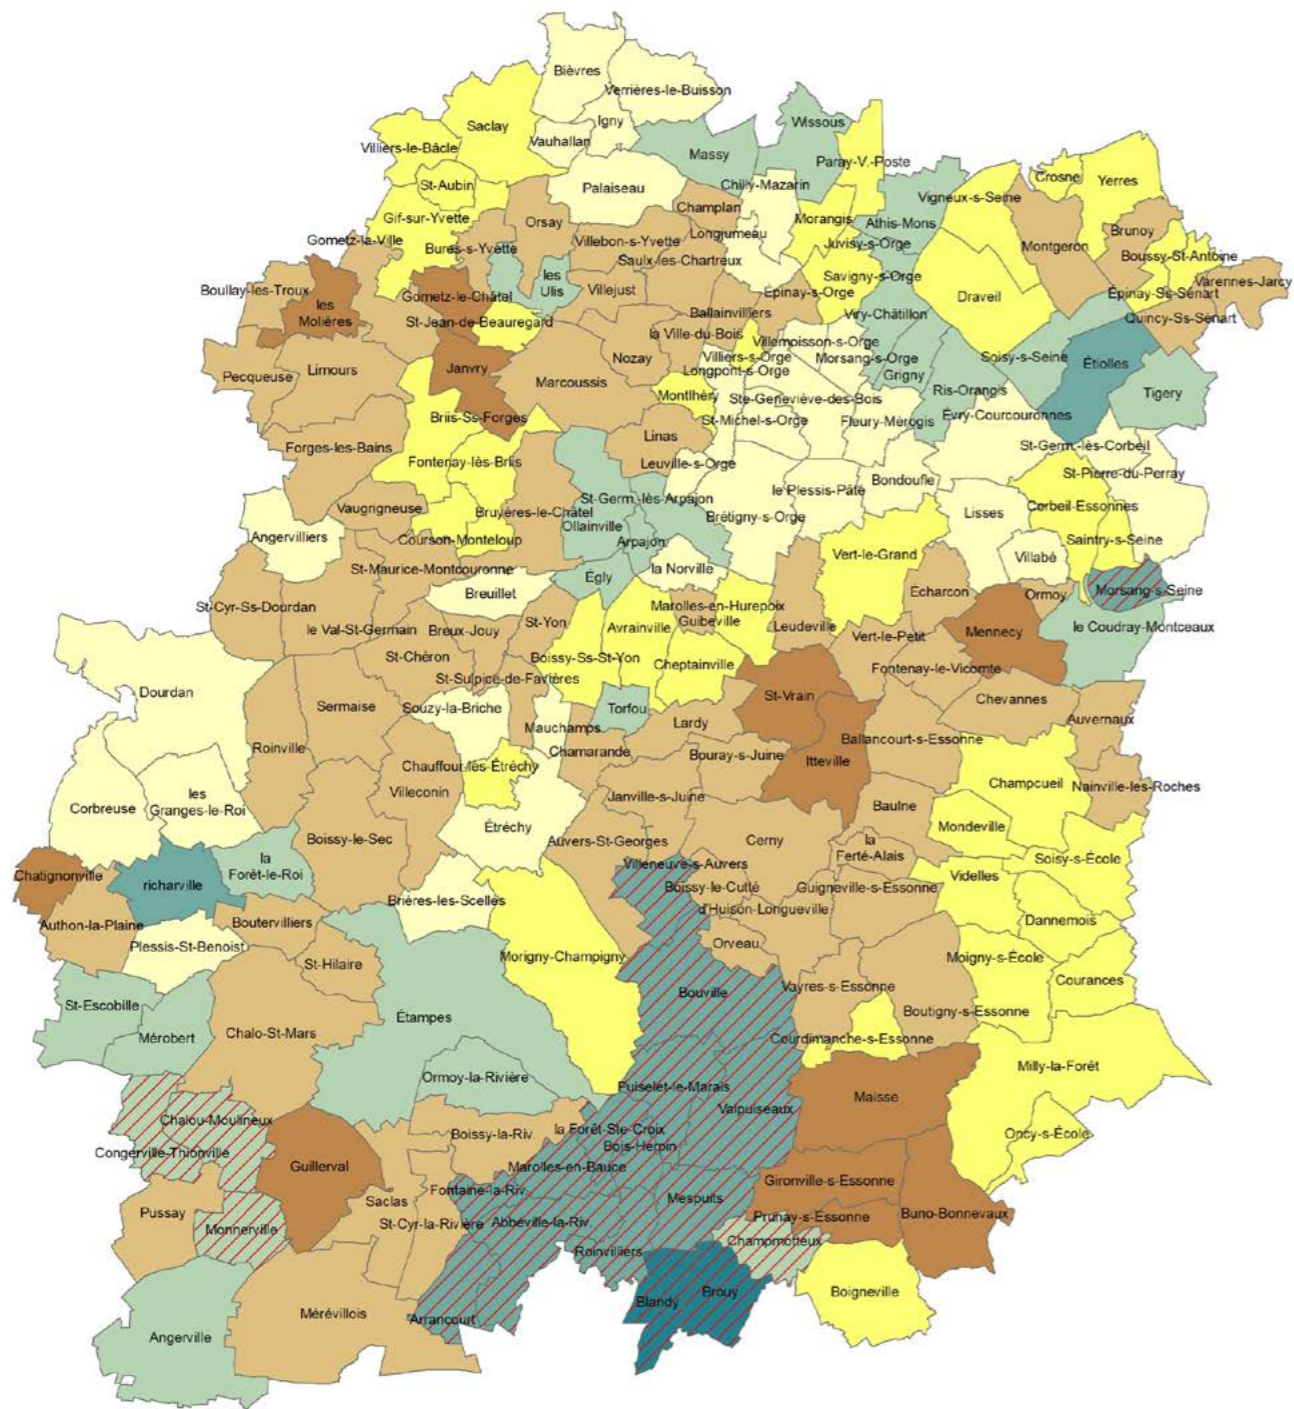 Bièvres
Verrières-le-Buisson
Saclay
Igny
Wissous
Villiers-le-Bâcle
Vauhallan
Massy
Paray-V.-Poste
St-Aubin
Palaiseau
Chilly-Mazarin
Crosne
Yerres
Vigneux-s-Seine
Gif-sur-Yvette
Orsay
Champlan
Morangis
Athis-Mons
Brunoy
Gometz-la-Ville
Bures-s-Yvette
Villebon-s-Yvette
Longjumeau
Juvisy-s-Orge
Montgeron
Boussy-St-Antoine
Saulx-les-Chartreux
les
Ulis
Savigny-s-Orge
Varennes-Jarcy
Boullay-les-Troux
les
Molières
Gometz-le-Châtel
Villejust
Épinay-s-Orge
Draveil
Épinay-Ss-Sénart
St-Jean-de-Beauregard
Ballainvilliers
Viry-Châtillon
Quincy-Ss-Sénart
la Ville-du-Bois
Villemoisson-s-Orge
Nozay
Villiers-s-Orge
Morsang-s-Orge
Soisy-s-Seine
Étiolles
Pecqueuse
Limours
Janvry
Marcoussis
Longpont-s-Orge
Grigny
Ris-Orangis
Tigery
Montlhéry
Ste-Geneviève-des-Bois
Briis-Ss-Forges
St-Michel-s-Orge
Fleury-Mérogis
Évry-Courcouronnes
Forges-les-Bains
Linas
St-Germ.-lès-Corbeil
Fontenay-lès-Briis
Leuville-s-Orge
St-Pierre-du-Perray
le Plessis-Pâté
Bondoufle
Vaugrigneuse
St-Germ.-lès-Arpajon
Bruyères-le-Châtel
Ollainville
Brétigny-s-Orge
Lisses
Corbeil-Essonnes
Angervilliers
Courson-Monteloup
Arpajon
Vert-le-Grand
Saintry-s-Seine
St-Maurice-Montcouronne
la Norville
Villabé
Égly
Breuillet
Écharcon
Ormoy
Morsang-s-Seine
St-Cyr-Ss-Dourdan
Marolles-en-Hurepoix
Guibeville
le Val-St-Germain
Breux-Jouy
St-Yon
Avrainville
Leudeville
Vert-le-Petit
Mennecy
le Coudray-Montceaux
St-Chéron
Boissy-Ss-St-Yon
Cheptainville
Fontenay-le-Vicomte
St-Sulpice-de-Favières
Dourdan
Sermaise
Souzy-la-Briche
Torfou
St-Vrain
Chevannes
Mauchamps
Lardy
Auvernaux
Roinville
Chamarande
Bouray-s-Juine
Itteville
Ballancourt-s-Essonne
Chauffour-lès-Étréchy
Champcueil
Nainville-les-Roches
Villeconin
les
Granges-le-Roi
Corbreuse
Janville-s-Juine
Baulne
Étréchy
Mondeville
Boissy-le-Sec
Auvers-St-Georges
Cerny
la
Ferté-Alais
Soisy-s-École
la
Forêt-le-Roi
Villeneuve-s-Auvers
Chatignonville
richarville
Boissy-le-Cutté
Guigneville-s-Essonne
Videlles
Brières-les-Scelles
d'Huison-Longueville
Dannemois
Authon-la-Plaine
Boutervilliers
Plessis-St-Benoist
Orveau
Morigny-Champigny
Moigny-s-École
St-Hilaire
Courances
St-Escobille
Bouville
Vayres-s-Essonne
Étampes
Boutigny-s-Essonne
Mérobert
Chalo-St-Mars
Courdimanche-s-Essonne
Milly-la-Forêt
Ormoy-la-Rivière
Puiselet-le-Marais
Maisse
Valpuiseaux
Chalou-Moulineux
Boissy-la-Riv.
la Forêt-Ste-Croix
Oncy-s-École
Bois-Herpin
Congerville-Thionville
Guillerval
Marolles-en-Bauce
Gironville-s-Essonne
Fontaine-la-Riv.
Mespuits
Saclas
Pussay
Buno-Bonnevaux
Prunay-s-Essonne
Monnerville
St-Cyr-la-Rivière
Abbéville-la-Riv.
Champmotteux
Roinvilliers
Boigneville
Brouy
Blandy
Mérévillois
Arrancourt
Angerville